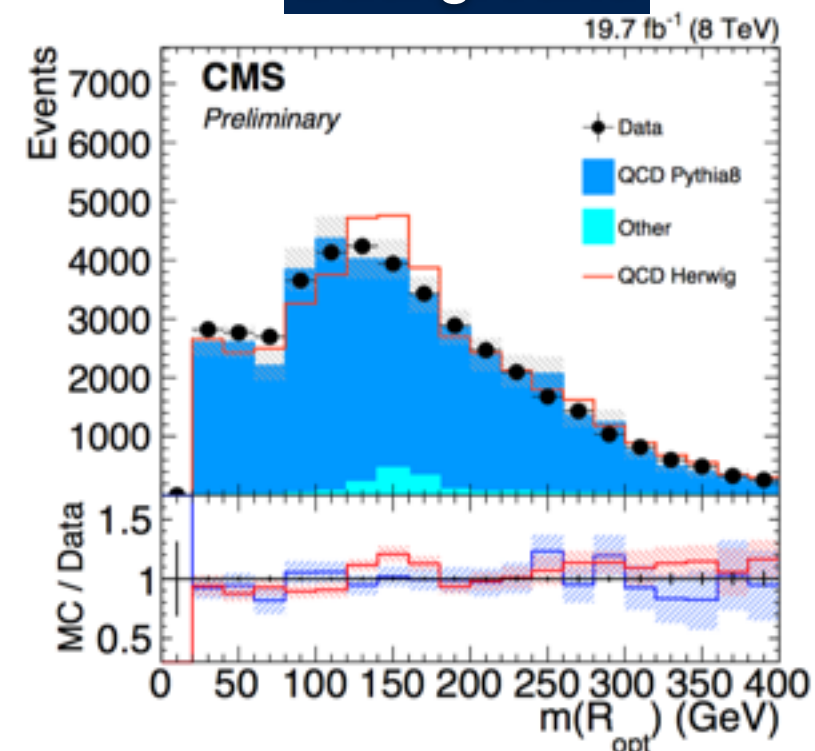 19.7 fb⁻¹ (8 TeV)
CMS
Preliminary
Events
7000
6000
5000
4000
3000
2000
1000
Data
QCD Pythia8
Other
QCD Herwig
MC / Data
1.5
1
0.5
0 50 100 150 200 250 300 350 400
m(R_opt) (GeV)